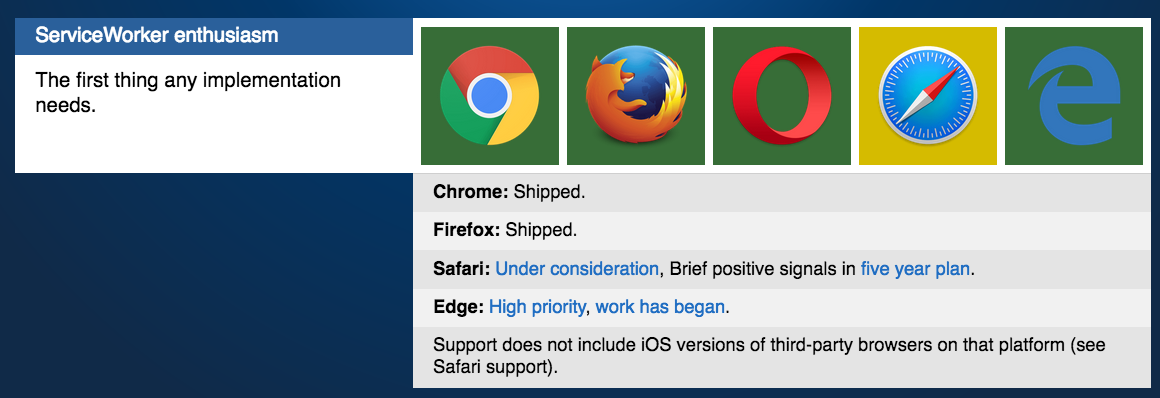 ServiceWorker enthusiasm
The first thing any implementation
needs.
Chrome: Shipped.
Firefox: Shipped.
Safari: Under consideration, Brief positive signals in five year plan.
Edge: High priority, work has began.
Support does not include iOS versions of third-party browsers on that platform (see
Safari support).